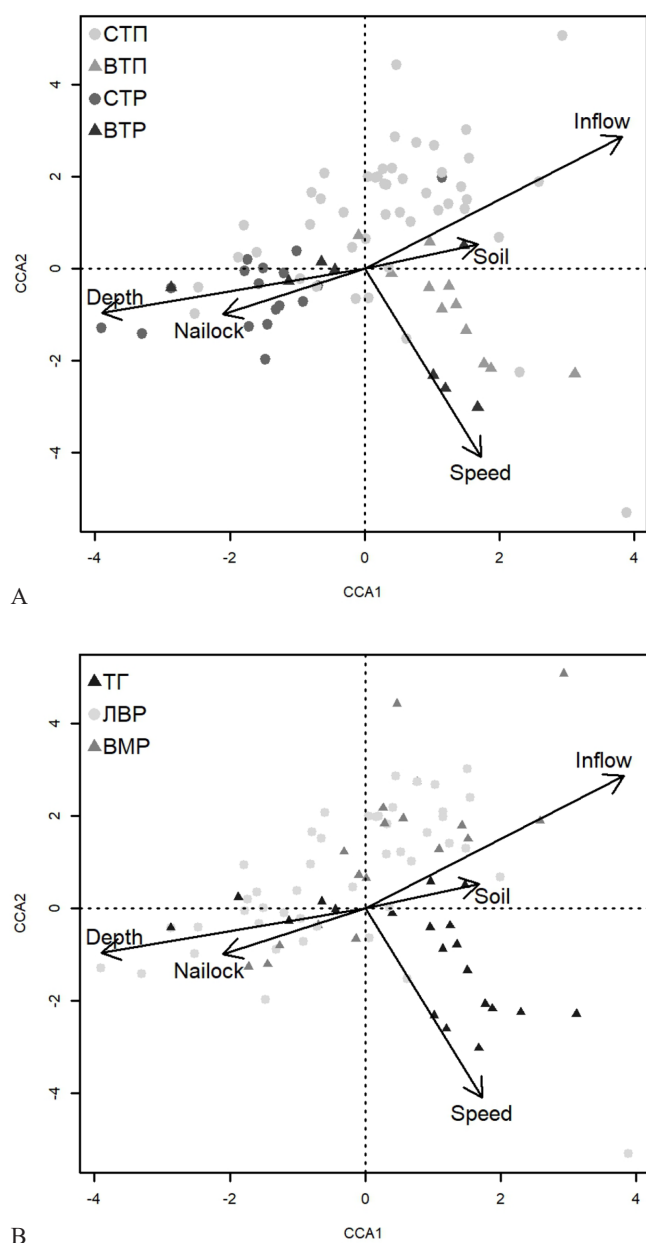 СТП
ВТП
СТР
ВТР
Inflow
Soil
Depth
Nailock
Speed
CCA2
4
2
0
-2
-4
-4
-2
0
2
4
CCA1
A
ТГ
ЛВР
ВМР
Inflow
Soil
Depth
Nailock
Speed
CCA2
4
2
0
-2
-4
-4
-2
0
2
4
CCA1
B